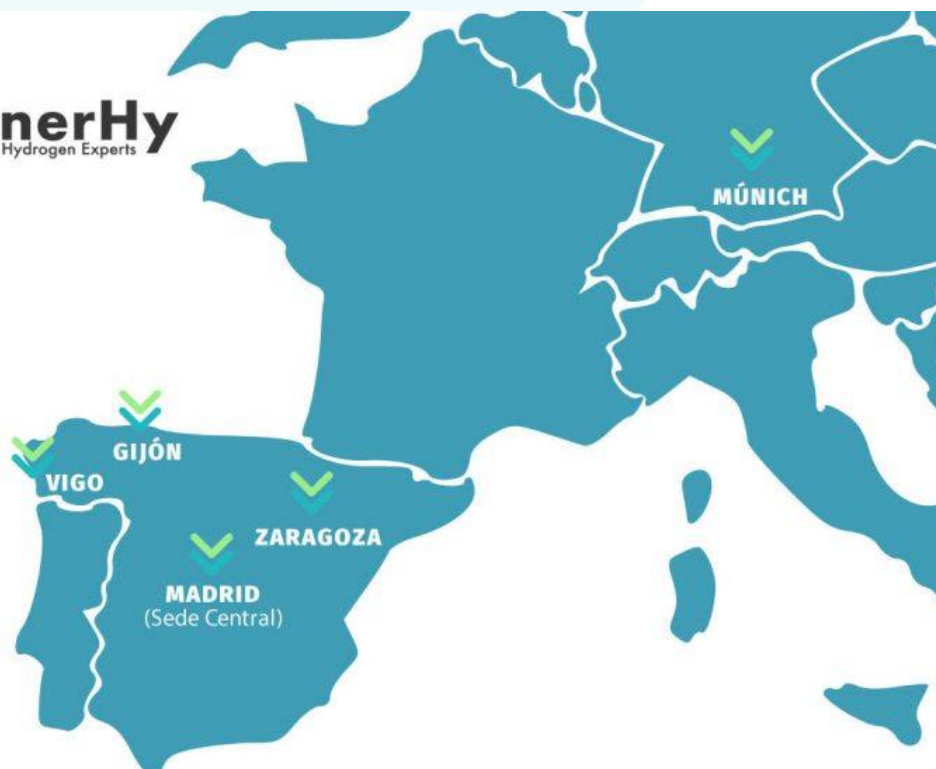 nerHy
Hydrogen Experts
MÚNICH
GIJÓN
VIGO
ZARAGOZA
MADRID
(Sede Central)